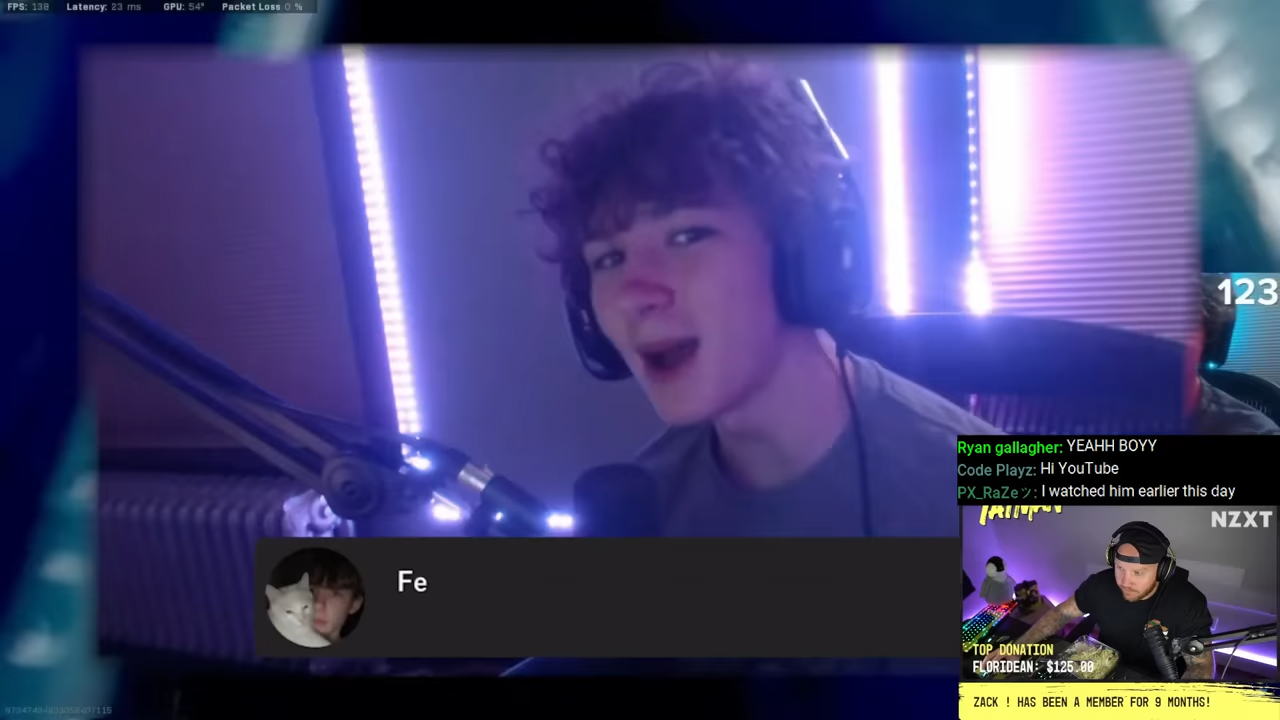 FPS: 138 Latency: 23 ms GPU: 54° Packet Loss 0 %
123
Ryan gallagher: YEAHH BOYY
Code Playz: Hi YouTube
PX_RaZeツ: I watched him earlier this day
TATMAN
NZXT
Fe
TOP DONATION
FLORIDEAN: $125.00
ZACK ! HAS BEEN A MEMBER FOR 9 MONTHS!